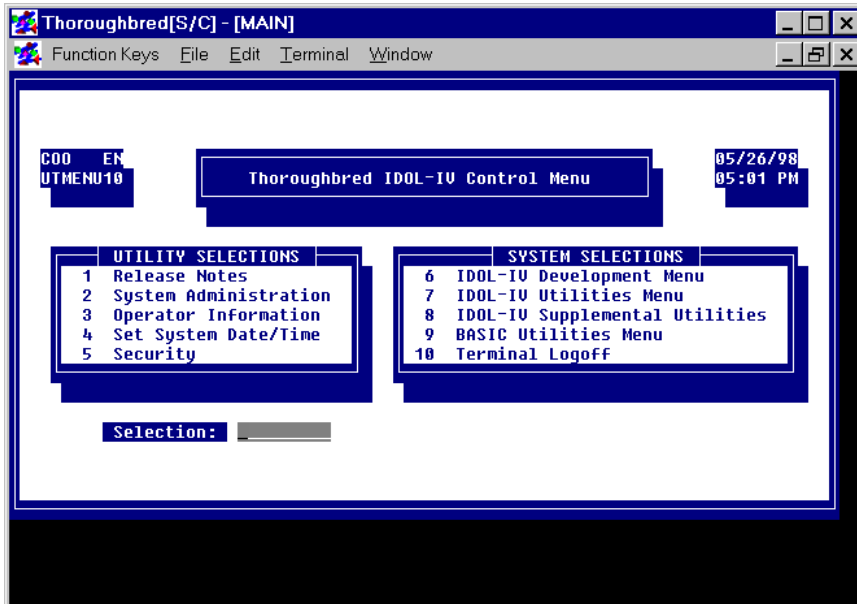 Thoroughbred[S/C] - [MAIN]
Function Keys File Edit Terminal Window
COO EN
UTMENU10
Thoroughbred IDOL-IV Control Menu
05/26/98
05:01 PM
UTILITY SELECTIONS
1 Release Notes
2 System Administration
3 Operator Information
4 Set System Date/Time
5 Security
SYSTEM SELECTIONS
6 IDOL-IV Development Menu
7 IDOL-IV Utilities Menu
8 IDOL-IV Supplemental Utilities
9 BASIC Utilities Menu
10 Terminal Logoff
Selection: